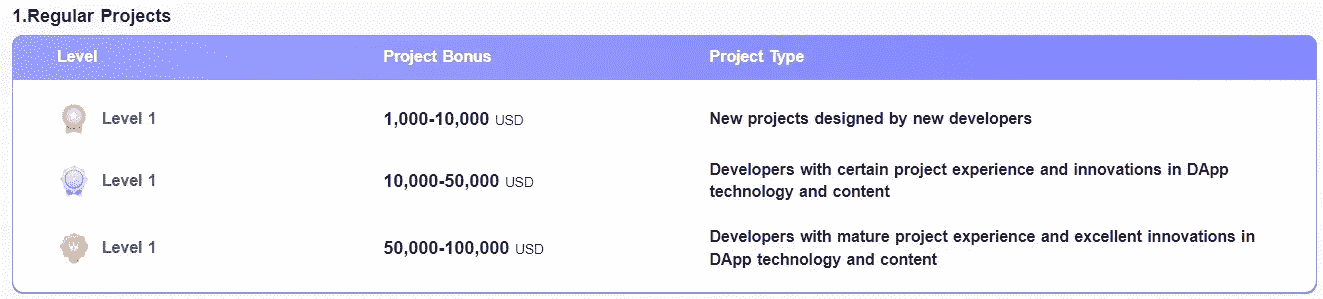 1.Regular Projects
Level Project Bonus Project Type
Level 1 1,000-10,000 USD New projects designed by new developers
Level 1 10,000-50,000 USD Developers with certain project experience and innovations in DApp
technology and content
Level 1 50,000-100,000 USD Developers with mature project experience and excellent innovations in
DApp technology and content